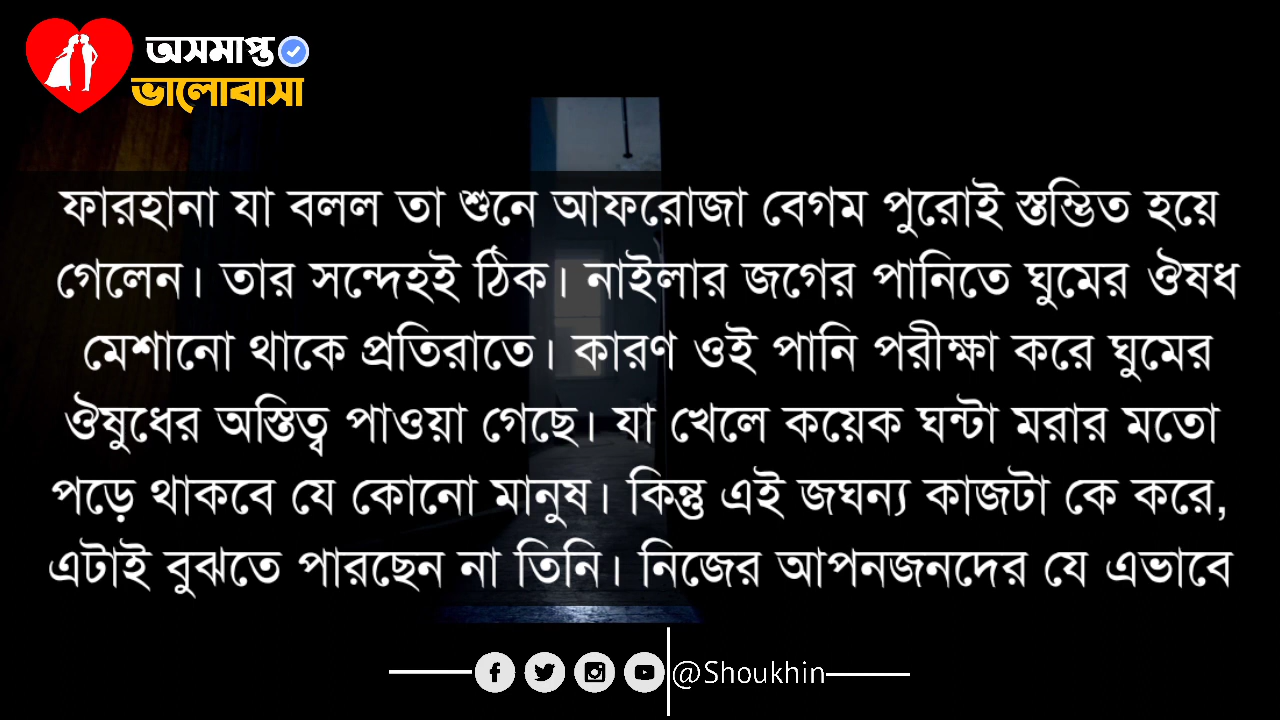 অসমাপ্ত
ভালোবাসা
ফারহানা যা বলল তা শুনে আফরোজা বেগম পুরোই স্তম্ভিত হয়ে
গেলেন। তার সন্দেহই ঠিক। নাইলার জগের পানিতে ঘুমের ঔষধ
মেশানো থাকে প্রতিরাতে। কারণ ওই পানি পরীক্ষা করে ঘুমের
ঔষুধের অস্তিত্ব পাওয়া গেছে। যা খেলে কয়েক ঘন্টা মরার মতো
পড়ে থাকবে যে কোনো মানুষ। কিন্তু এই জঘন্য কাজটা কে করে,
এটাই বুঝতে পারছেন না তিনি। নিজের আপনজনদের যে এভাবে
@Shoukhin